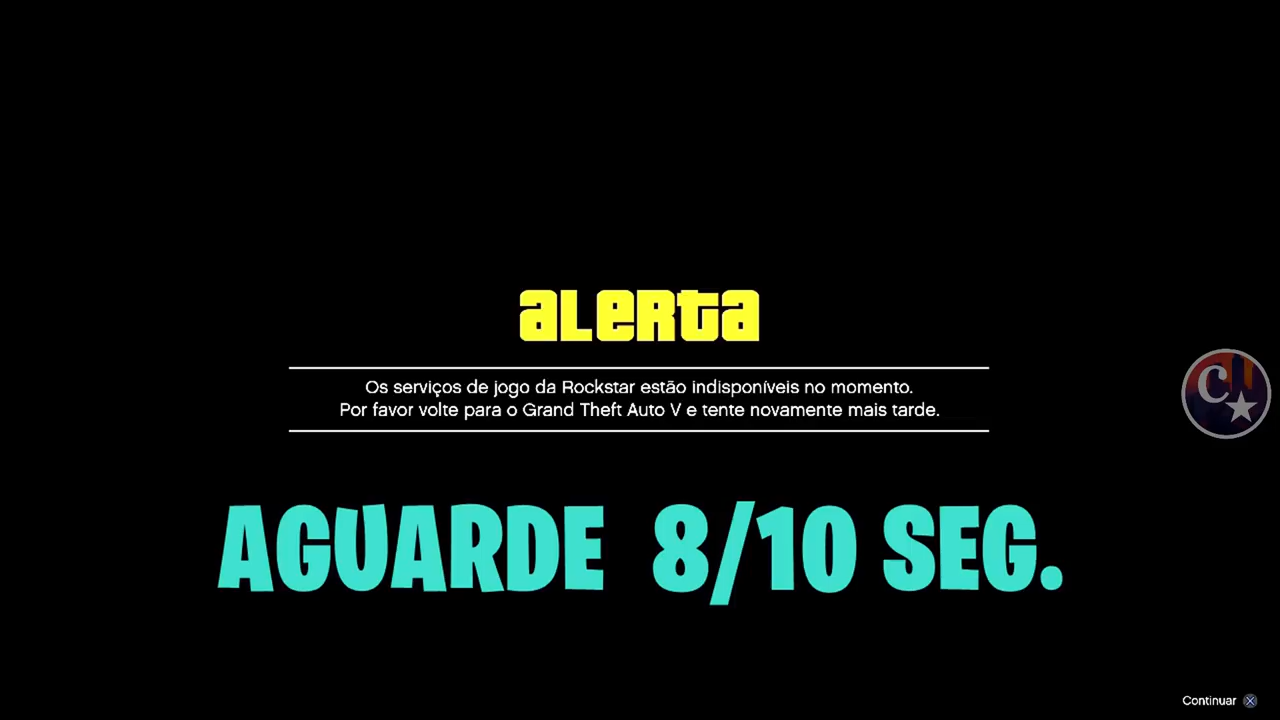 alerta
Os serviços de jogo da Rockstar estão indisponíveis no momento.
Por favor volte para o Grand Theft Auto V e tente novamente mais tarde.
C
AGUARDE 8/10 SEG.
Continuar